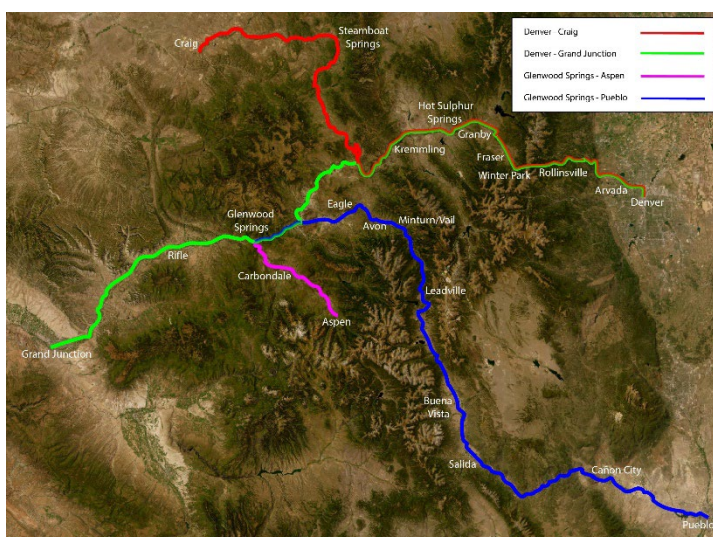 Denver - Craig
Denver - Grand Junction
Glenwood Springs - Aspen
Glenwood Springs - Pueblo
Craig
Steamboat
Springs
Hot Sulphur
Springs
Kremmling
Granby
Fraser
Winter Park
Rollinsville
Arvada
Denver
Glenwood
Springs
Eagle
Avon
Minturn/Vail
Rifle
Carbondale
Leadville
Aspen
Grand Junction
Buena
Vista
Salida
Cañon City
Pueblo